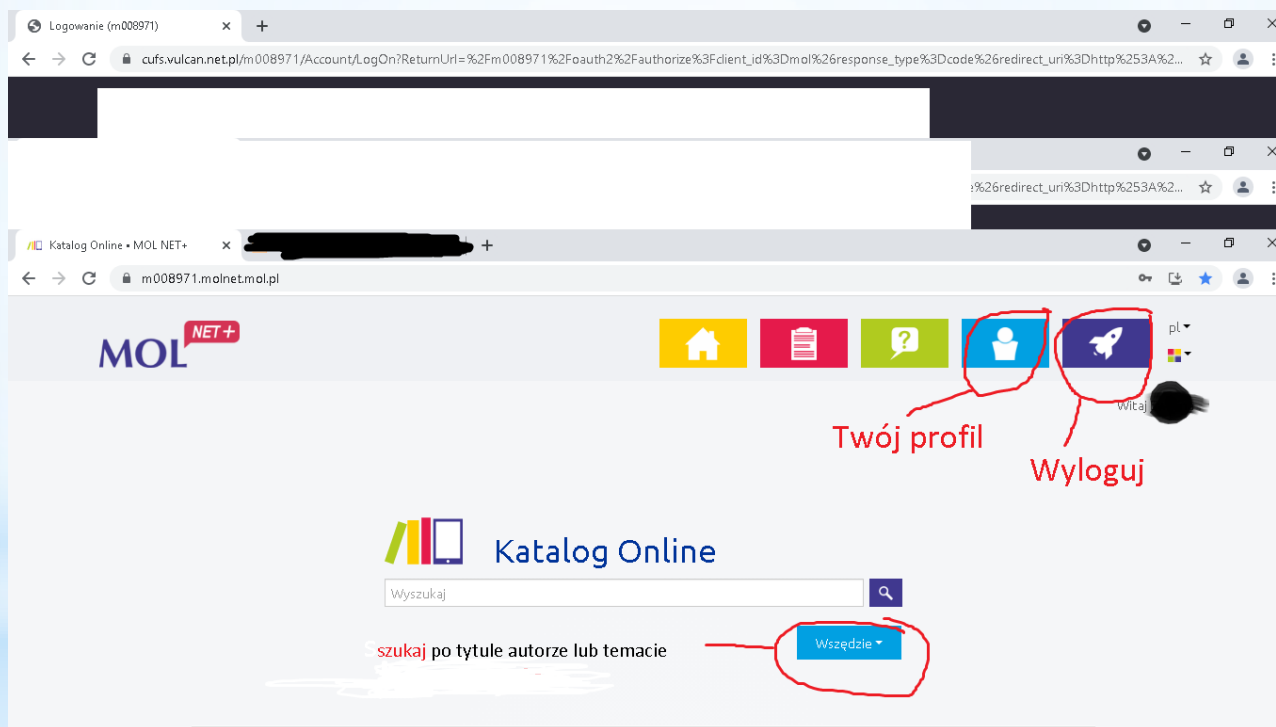 Logowanie (m008971)
cufs.vulcan.net.pl/m008971/Account/LogOn?ReturnUrl=%2Fm008971%2Foauth2%2Fauthorize%3Fclient_id%3Dmol%26response_type%3Dcode%26redirect_uri%3Dhttp%253A%2...
%26redirect_uri%3Dhttp%253A%2...
Katalog Online • MOL NET+
m008971.molnet.mol.pl
MOL NET+
pl
Witaj
Twój profil
Wyloguj
Katalog Online
Wyszukaj
szukaj po tytule autorze lub temacie
Wszędzie